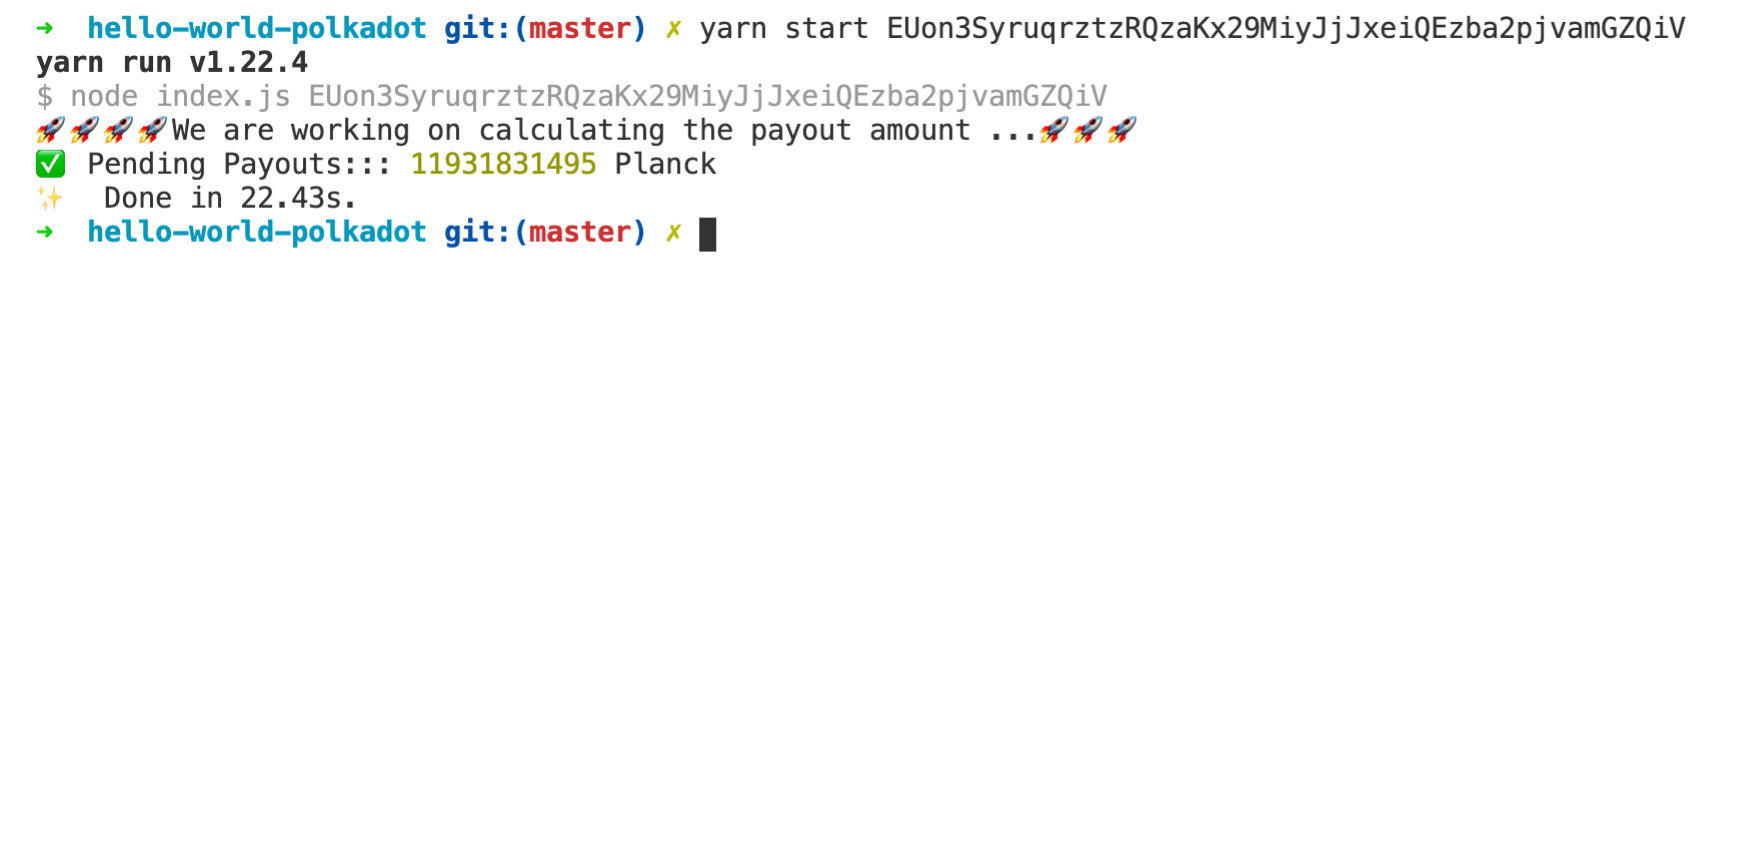 ➜  hello-world-polkadot git:(master) ✗ yarn start EUon3SyruqrztzRQzaKx29MiyJjJxeiQEzba2pjvamGZQiV
yarn run v1.22.4
$ node index.js EUon3SyruqrztzRQzaKx29MiyJjJxeiQEzba2pjvamGZQiV
🚀🚀🚀🚀We are working on calculating the payout amount ...🚀🚀🚀
✅ Pending Payouts::: 11931831495 Planck
✨  Done in 22.43s.
➜  hello-world-polkadot git:(master) ✗